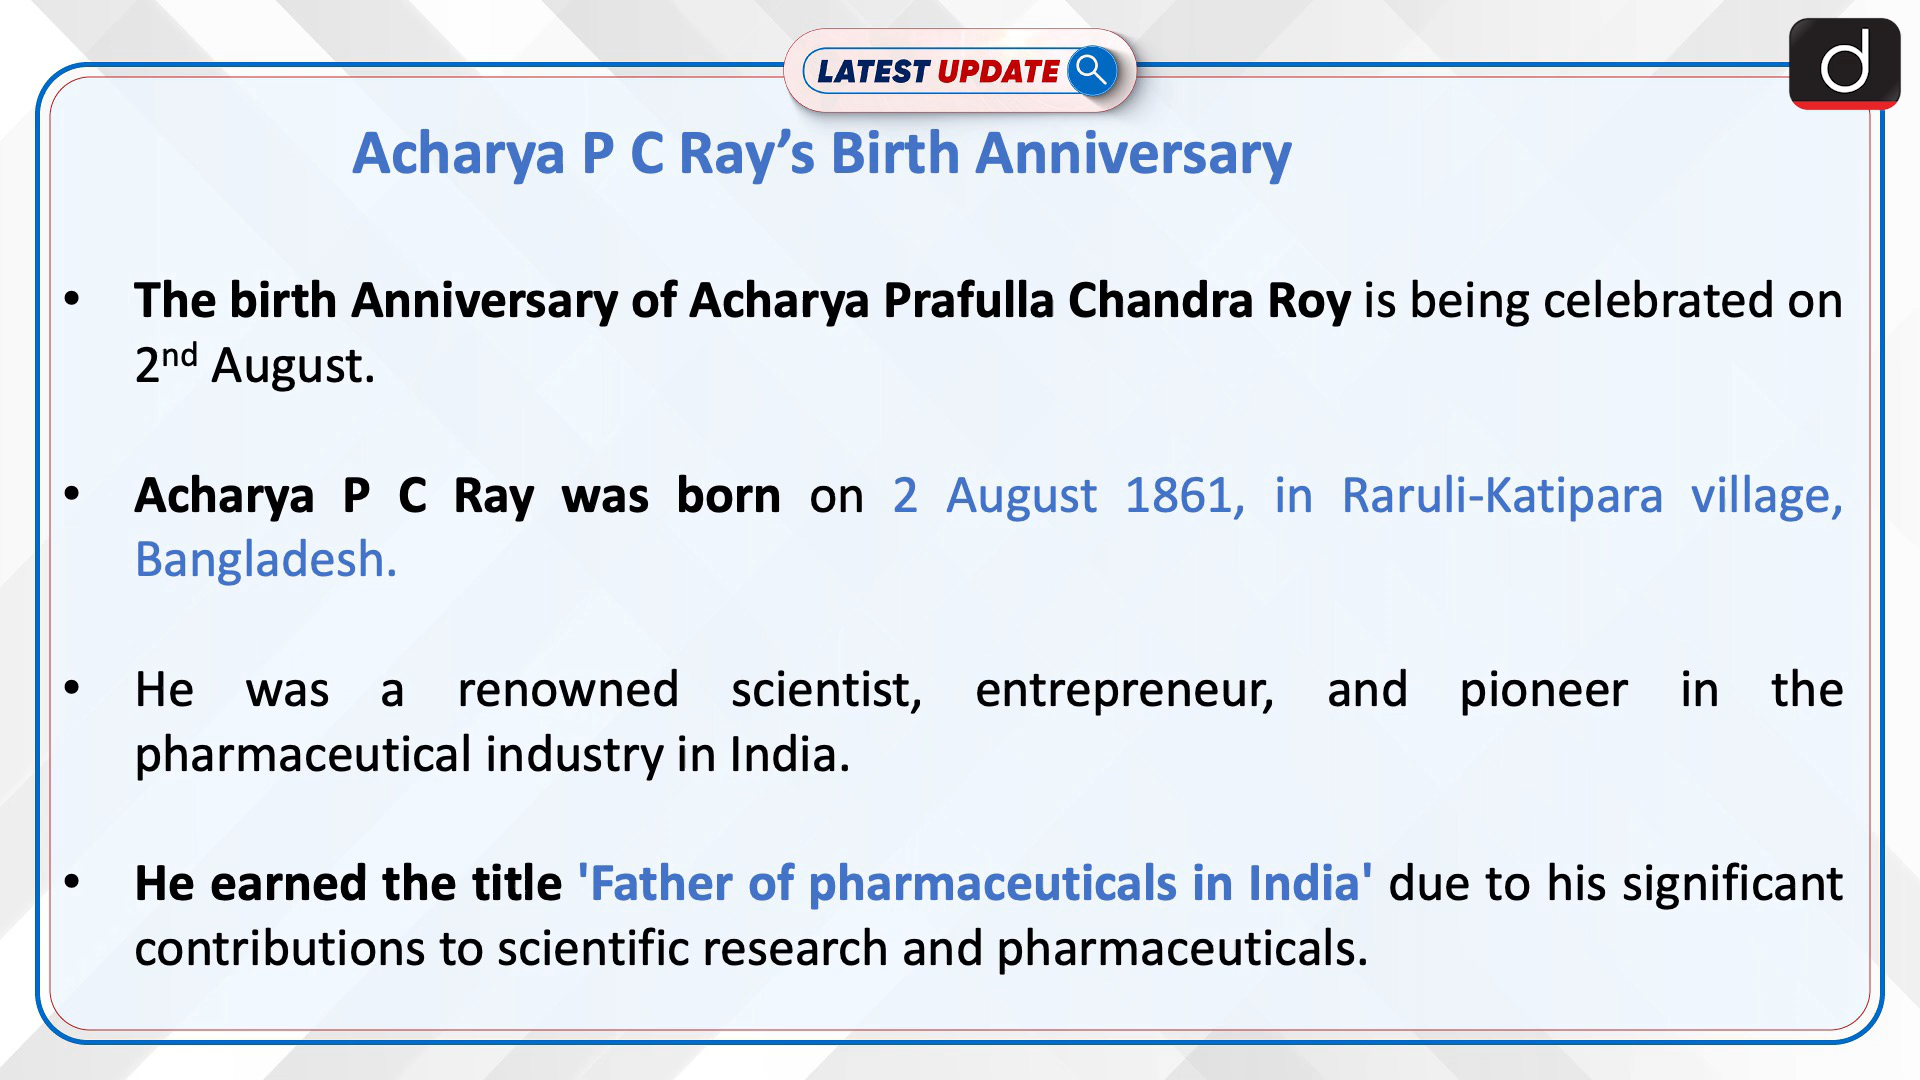 LATEST UPDATE
d
Acharya P C Ray’s Birth Anniversary
• The birth Anniversary of Acharya Prafulla Chandra Roy is being celebrated on
2nd August.
• Acharya P C Ray was born on 2 August 1861, in Raruli-Katipara village,
Bangladesh.
• He was a renowned scientist, entrepreneur, and pioneer in the
pharmaceutical industry in India.
• He earned the title 'Father of pharmaceuticals in India' due to his significant
contributions to scientific research and pharmaceuticals.